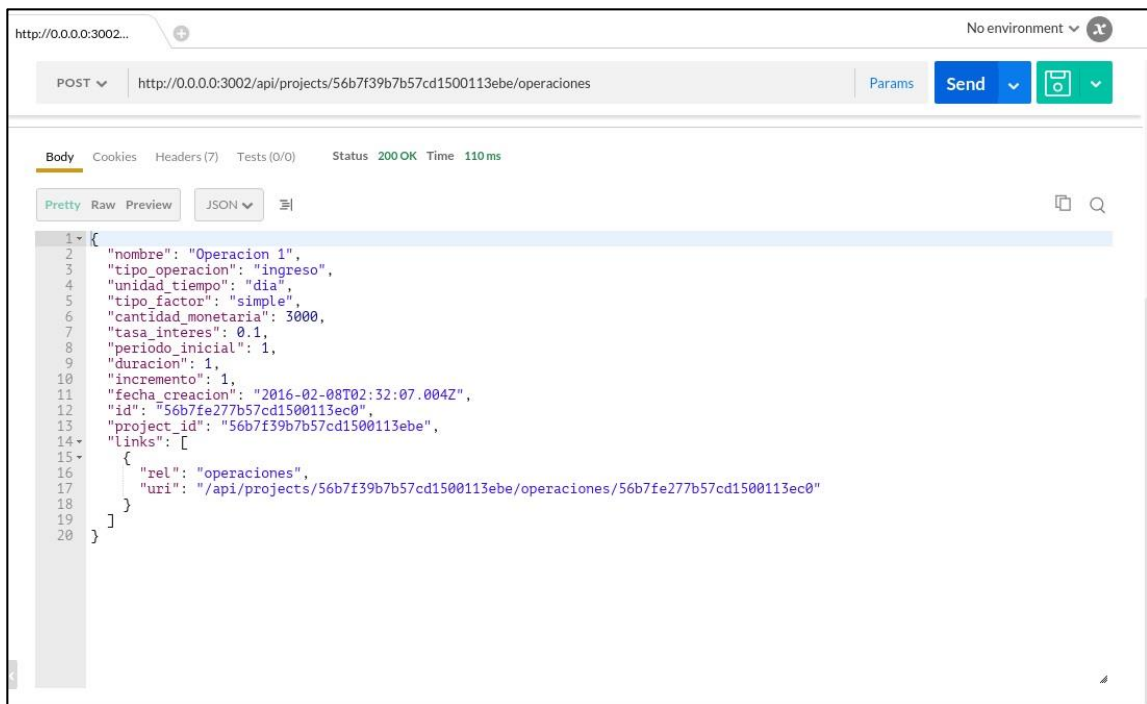 http://0.0.0.0:3002...
No environment
POST http://0.0.0.0:3002/api/projects/56b7f39b7b57cd1500113ebe/operaciones Params Send
Body Cookies Headers (7) Tests (0/0) Status 200 OK Time 110 ms
Pretty Raw Preview JSON
1 {
2 "nombre": "Operacion 1",
3 "tipo_operacion": "ingreso",
4 "unidad_tiempo": "dia",
5 "tipo_factor": "simple",
6 "cantidad_monetaria": 3000,
7 "tasa_interes": 0.1,
8 "periodo_inicial": 1,
9 "duracion": 1,
10 "incremento": 1,
11 "fecha_creacion": "2016-02-08T02:32:07.004Z",
12 "id": "56b7fe277b57cd1500113ec0",
13 "project_id": "56b7f39b7b57cd1500113ebe",
14 "links": [
15 {
16 "rel": "operaciones",
17 "uri": "/api/projects/56b7f39b7b57cd1500113ebe/operaciones/56b7fe277b57cd1500113ec0"
18 }
19 ]
20 }